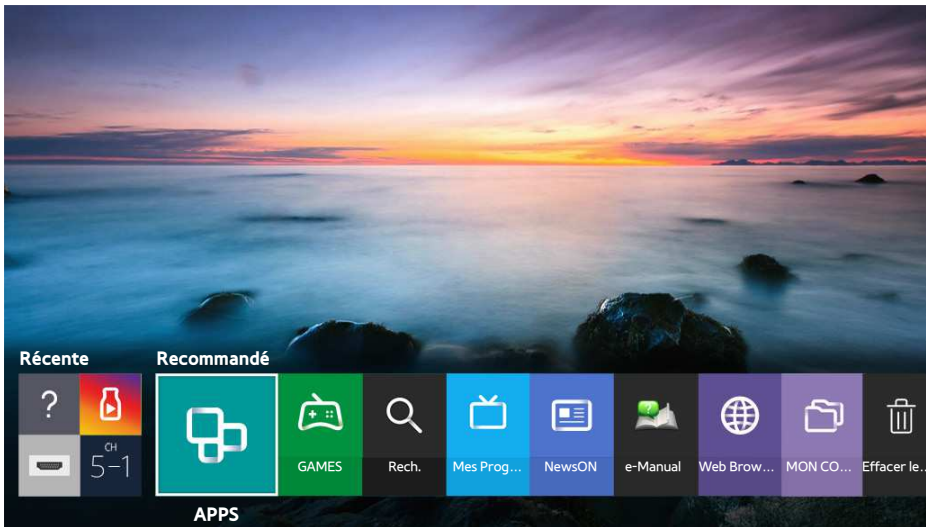 Récente
Recommandé
?
CH
5-1
GAMES
Rech.
Mes Prog...
NewsON
e-Manual
Web Brow...
MON CO...
Effacer le..
APPS